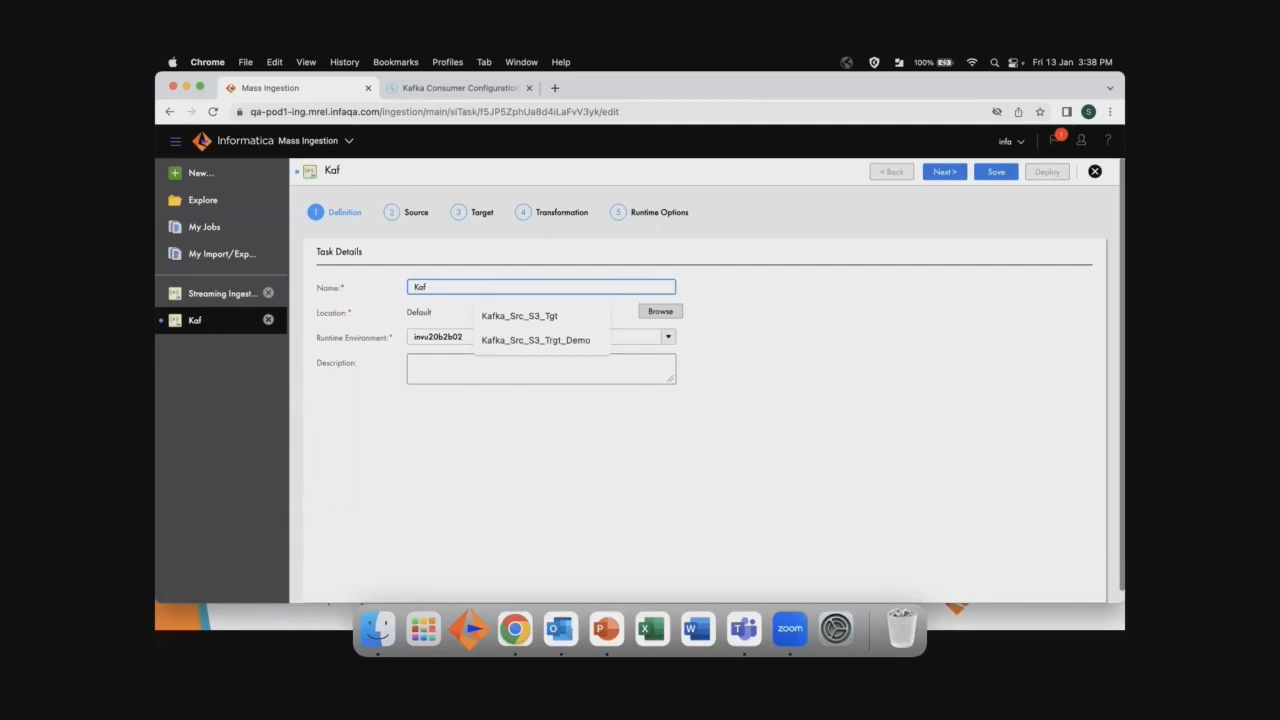 Chrome File Edit View History Bookmarks Profiles Tab Window Help 100% Fri 13 Jan 3:38 PM
Mass Ingestion Kafka Consumer Configuration
qa-pod1-ing.mrel.infaqa.com/ingestion/main/siTask/f5JP5ZphUa8d4iLaFvV3yk/edit S
Informatica Mass Ingestion infa 1 ?
New... Kaf < Back Next > Save Deploy
Explore
1 Definition 2 Source 3 Target 4 Transformation 5 Runtime Options
My Jobs
My Import/Exp...
Task Details
Streaming Ingest...
Kaf
Name:* Kaf
Location:* Default Browse
Kafka_Src_S3_Tgt
Runtime Environment:* invu20b2b02
Kafka_Src_S3_Trgt_Demo
Description:
zoom